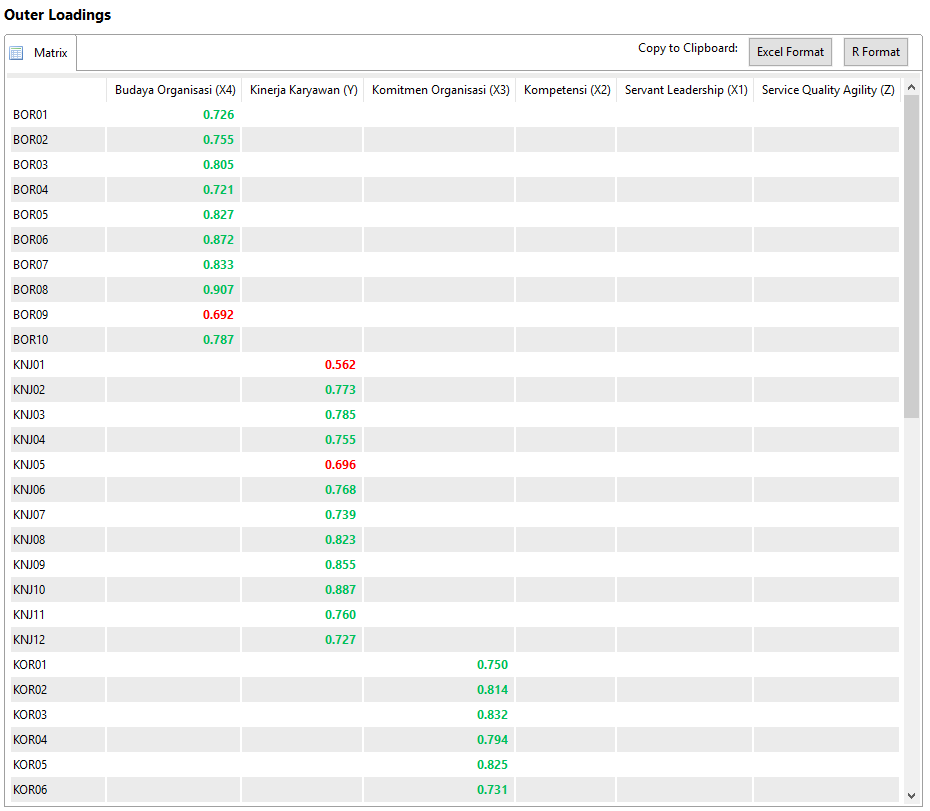 Outer Loadings
Matrix Copy to Clipboard: Excel Format R Format
Budaya Organisasi (X4) Kinerja Karyawan (Y) Komitmen Organisasi (X3) Kompetensi (X2) Servant Leadership (X1) Service Quality Agility (Z)
BOR01 0.726
BOR02 0.755
BOR03 0.805
BOR04 0.721
BOR05 0.827
BOR06 0.872
BOR07 0.833
BOR08 0.907
BOR09 0.692
BOR10 0.787
KNJ01 0.562
KNJ02 0.773
KNJ03 0.785
KNJ04 0.755
KNJ05 0.696
KNJ06 0.768
KNJ07 0.739
KNJ08 0.823
KNJ09 0.855
KNJ10 0.887
KNJ11 0.760
KNJ12 0.727
KOR01 0.750
KOR02 0.814
KOR03 0.832
KOR04 0.794
KOR05 0.825
KOR06 0.731